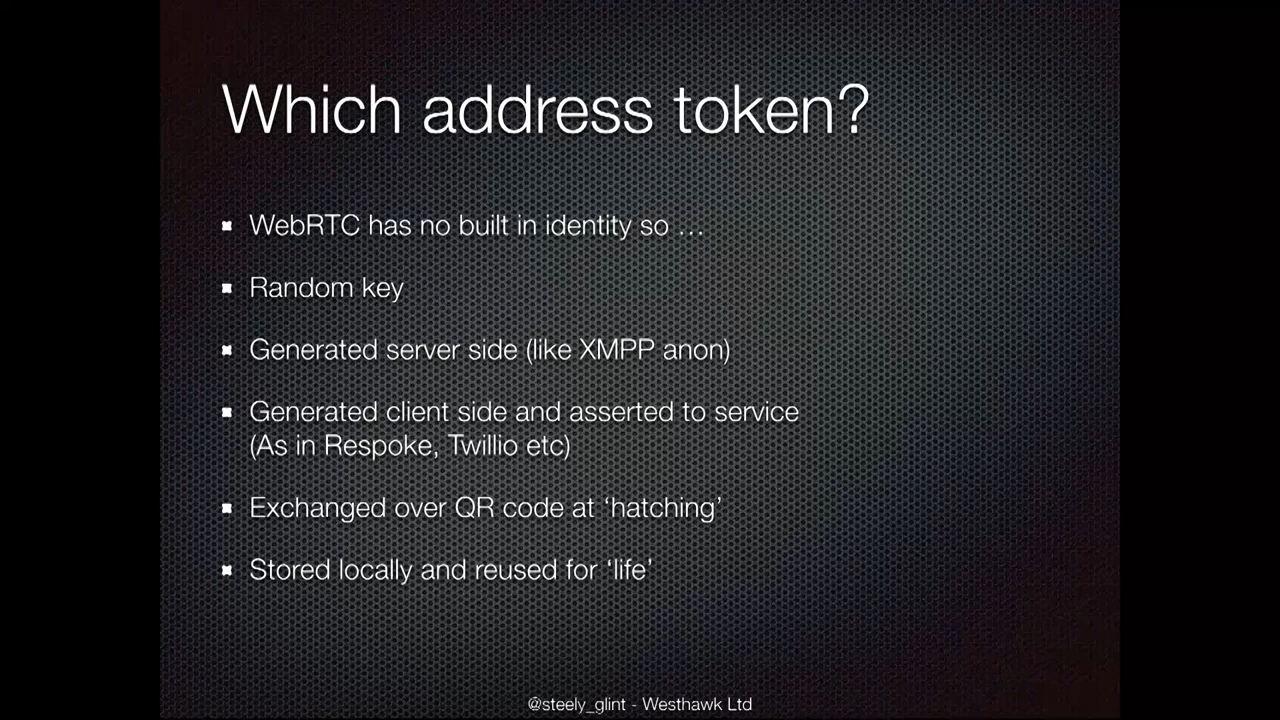 Which address token?
WebRTC has no built in identity so …
Random key
Generated server side (like XMPP anon)
Generated client side and asserted to service
(As in Respoke, Twillio etc)
Exchanged over QR code at ‘hatching’
Stored locally and reused for ‘life’
@steely_glint - Westhawk Ltd